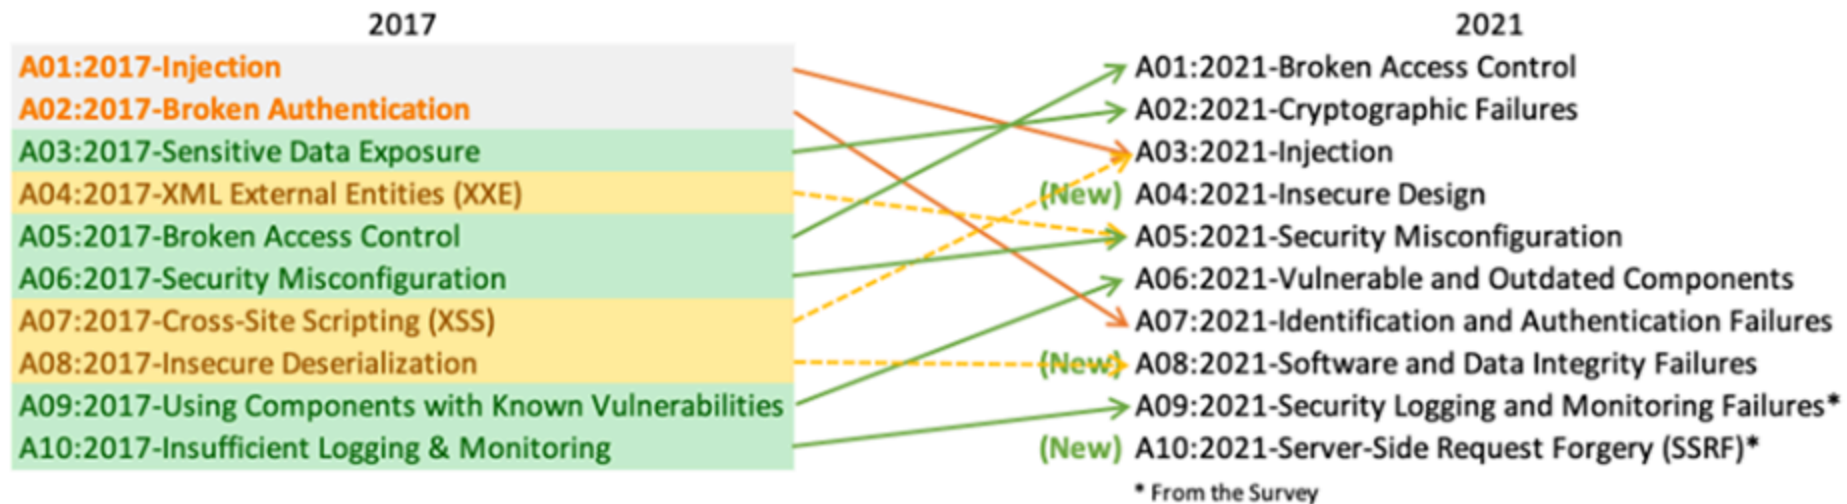 2017
A01:2017-Injection
A02:2017-Broken Authentication
A03:2017-Sensitive Data Exposure
A04:2017-XML External Entities (XXE)
A05:2017-Broken Access Control
A06:2017-Security Misconfiguration
A07:2017-Cross-Site Scripting (XSS)
A08:2017-Insecure Deserialization
A09:2017-Using Components with Known Vulnerabilities
A10:2017-Insufficient Logging & Monitoring
2021
A01:2021-Broken Access Control
A02:2021-Cryptographic Failures
A03:2021-Injection
(New) A04:2021-Insecure Design
A05:2021-Security Misconfiguration
A06:2021-Vulnerable and Outdated Components
A07:2021-Identification and Authentication Failures
(New) A08:2021-Software and Data Integrity Failures
A09:2021-Security Logging and Monitoring Failures*
(New) A10:2021-Server-Side Request Forgery (SSRF)*
* From the Survey